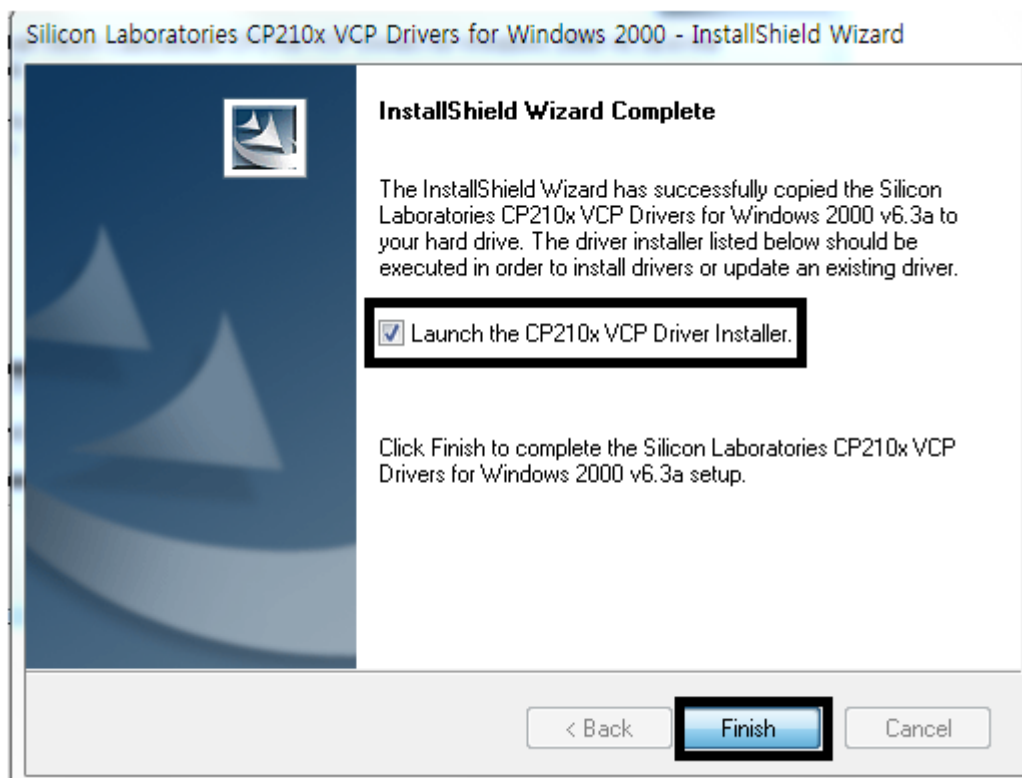 Silicon Laboratories CP210x VCP Drivers for Windows 2000 - InstallShield Wizard
InstallShield Wizard Complete
The InstallShield Wizard has successfully copied the Silicon
Laboratories CP210x VCP Drivers for Windows 2000 v6.3a to
your hard drive. The driver installer listed below should be
executed in order to install drivers or update an existing driver.
Launch the CP210x VCP Driver Installer.
Click Finish to complete the Silicon Laboratories CP210x VCP
Drivers for Windows 2000 v6.3a setup.
< Back Finish Cancel